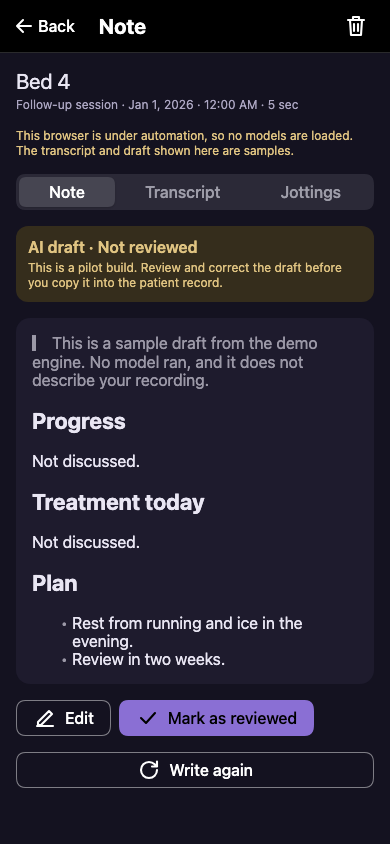 Back Note
Bed 4
Follow-up session · Jan 1, 2026 · 12:00 AM · 5 sec
This browser is under automation, so no models are loaded.
The transcript and draft shown here are samples.
Note Transcript Jottings
AI draft · Not reviewed
This is a pilot build. Review and correct the draft before
you copy it into the patient record.
This is a sample draft from the demo
engine. No model ran, and it does not
describe your recording.
Progress
Not discussed.
Treatment today
Not discussed.
Plan
• Rest from running and ice in the
evening.
• Review in two weeks.
Edit Mark as reviewed
Write again